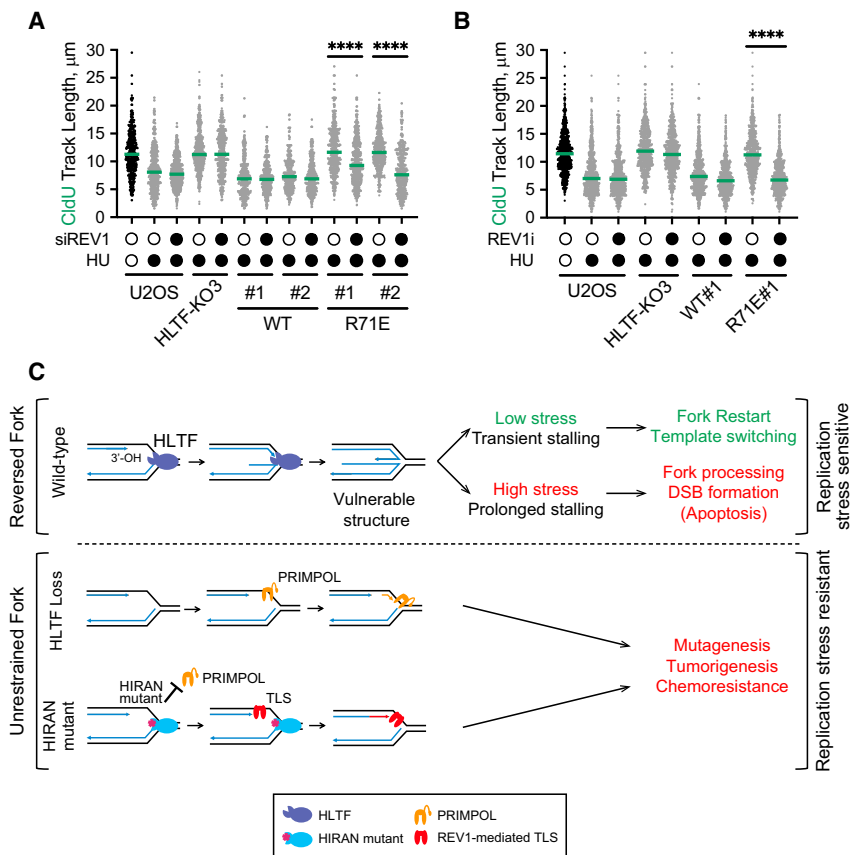 A
CldU Track Length, μm
30
25
20
15
10
5
0
****
****
siREV1
HU
U2OS
HLTF-KO3
#1
#2
#1
#2
WT
R71E
B
CldU Track Length, μm
30
25
20
15
10
5
0
****
REV1i
HU
U2OS
HLTF-KO3
WT#1
R71E#1
C
Reversed Fork
Wild-type
3'-OH
HLTF
Vulnerable
structure
Low stress
Transient stalling
High stress
Prolonged stalling
Fork Restart
Template switching
Fork processing
DSB formation
(Apoptosis)
Replication
stress sensitive
Unrestrained Fork
HLTF Loss
PRIMPOL
HIRAN
mutant
HIRAN
mutant
PRIMPOL
TLS
Mutagenesis
Tumorigenesis
Chemoresistance
Replication stress resistant
HLTF
PRIMPOL
HIRAN mutant
REV1-mediated TLS